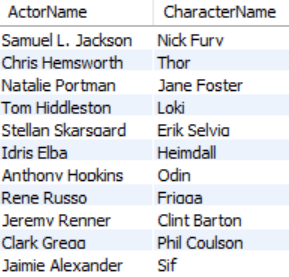 ActorName CharacterName
Samuel L. Jackson Nick Fury
Chris Hemsworth Thor
Natalie Portman Jane Foster
Tom Hiddleston Loki
Stellan Skarsgard Erik Selvig
Idris Elba Heimdall
Anthony Hopkins Odin
Rene Russo Frigga
Jeremy Renner Clint Barton
Clark Gregg Phil Coulson
Jaimie Alexander Sif